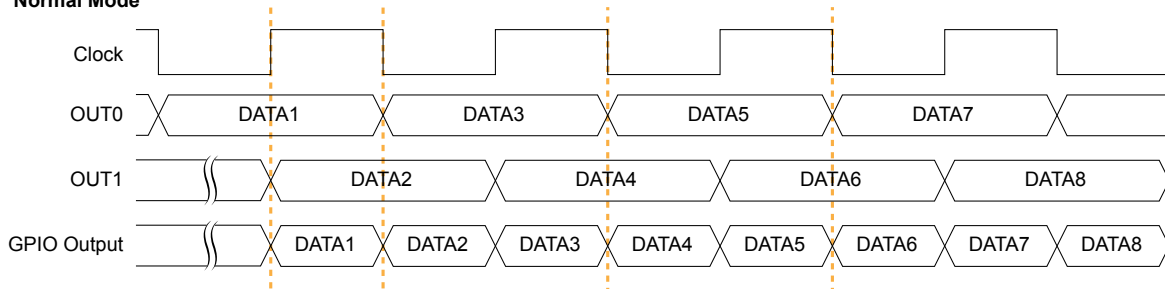 Normal Mode
Clock
OUT0 DATA1 DATA3 DATA5 DATA7
OUT1 DATA2 DATA4 DATA6 DATA8
GPIO Output DATA1 DATA2 DATA3 DATA4 DATA5 DATA6 DATA7 DATA8